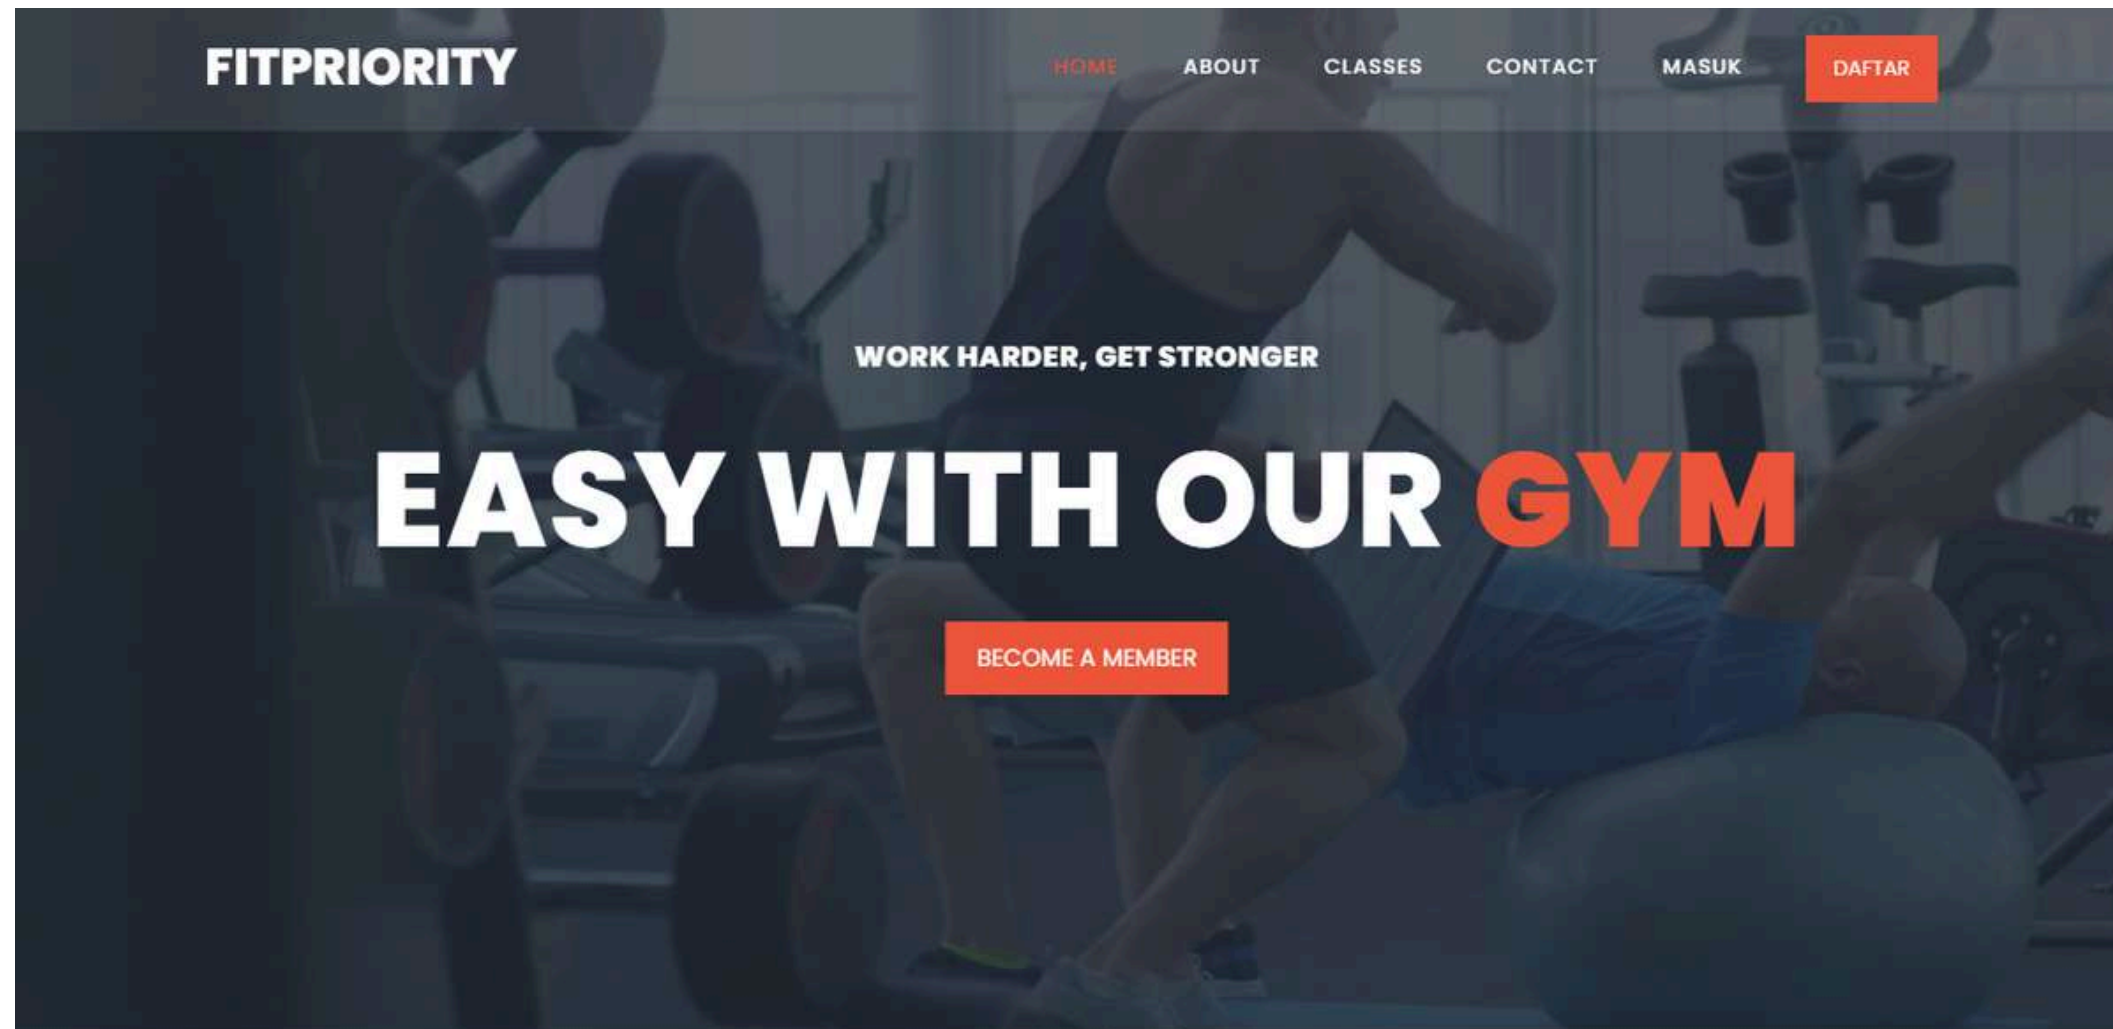 FITPRIORITY
HOME ABOUT CLASSES CONTACT MASUK DAFTAR
WORK HARDER, GET STRONGER
EASY WITH OUR GYM
BECOME A MEMBER